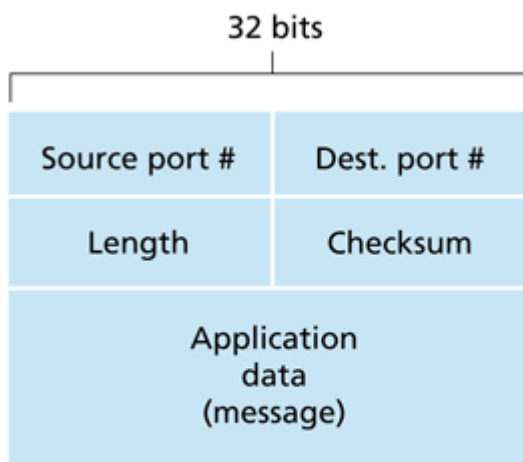 32 bits
Source port #
Dest. port #
Length
Checksum
Application
data
(message)